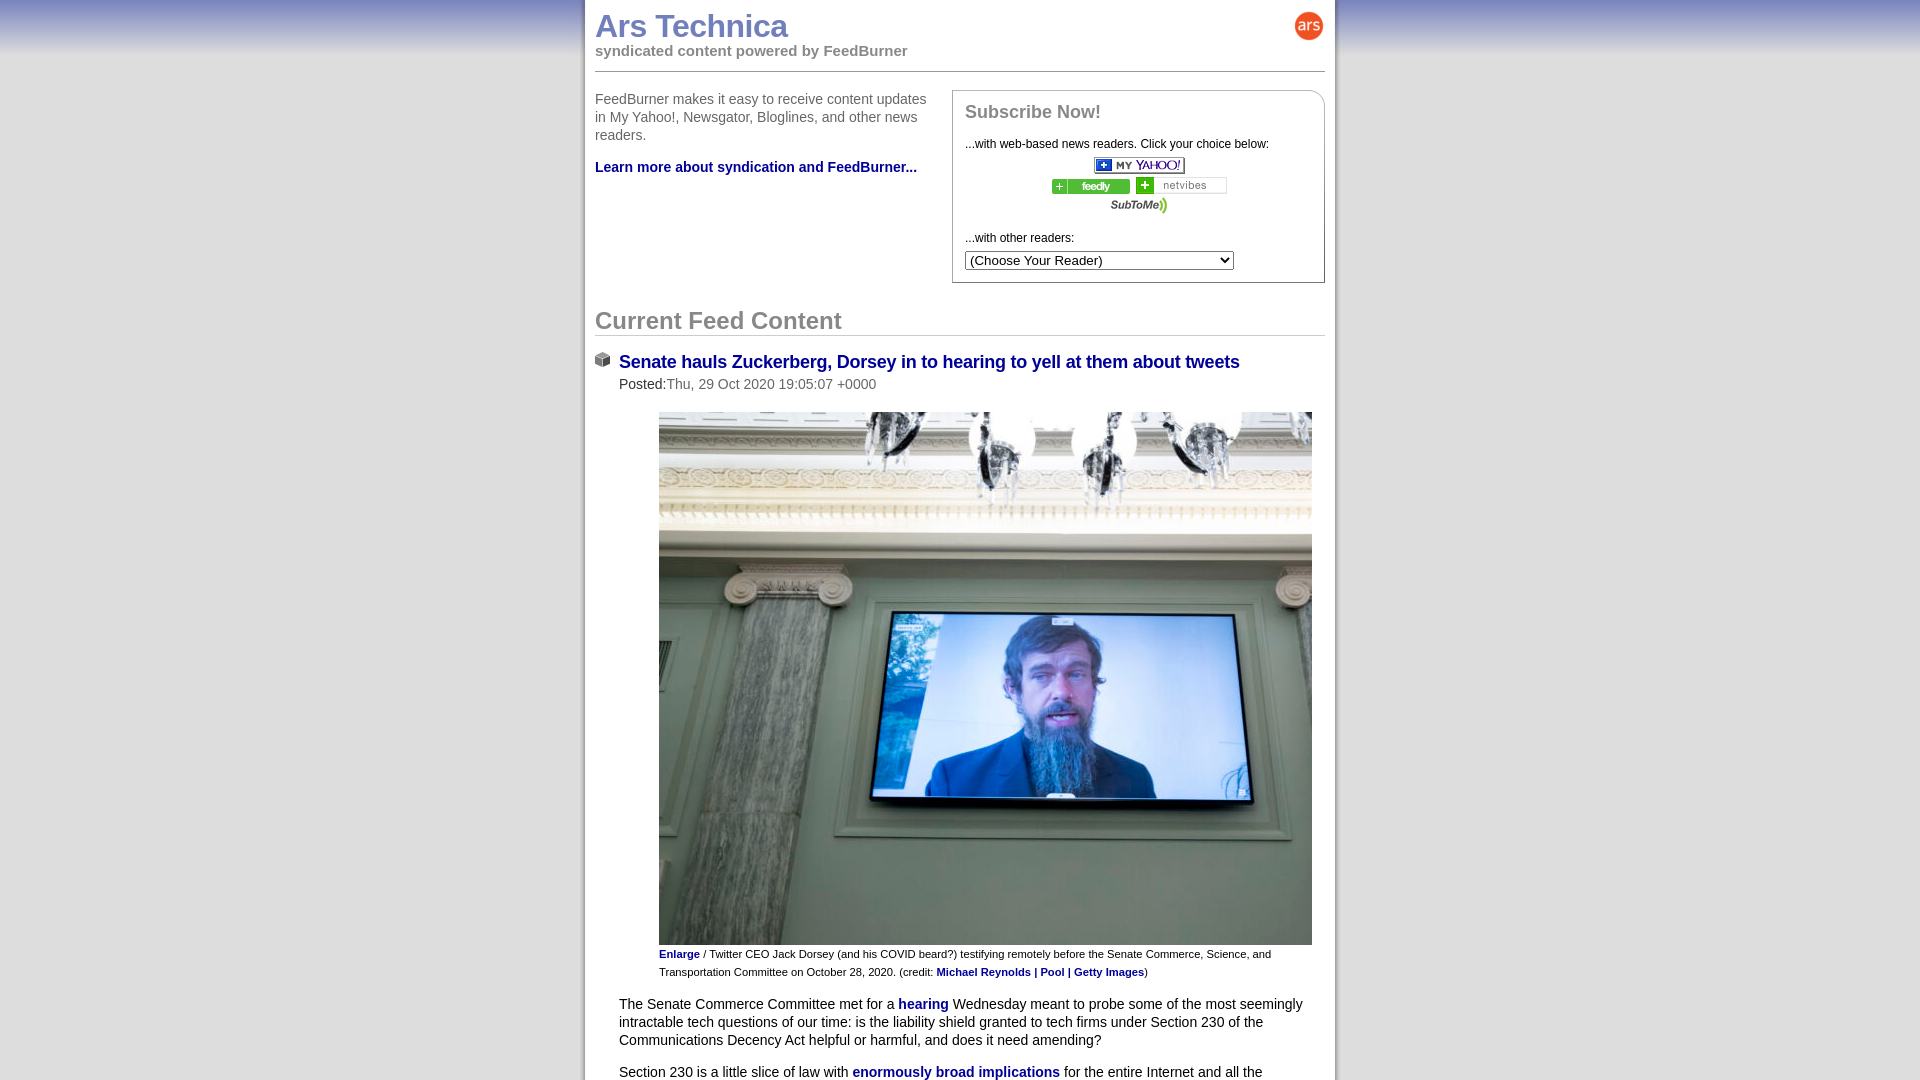 Ars Technica
ars
syndicated content powered by FeedBurner
FeedBurner makes it easy to receive content updates
in My Yahoo!, Newsgator, Bloglines, and other news
readers.
Learn more about syndication and FeedBurner...
Subscribe Now!
...with web-based news readers. Click your choice below:
MY YAHOO!
feedly
netvibes
SubToMe
...with other readers:
(Choose Your Reader)
Current Feed Content
Senate hauls Zuckerberg, Dorsey in to hearing to yell at them about tweets
Posted:Thu, 29 Oct 2020 19:05:07 +0000
Enlarge / Twitter CEO Jack Dorsey (and his COVID beard?) testifying remotely before the Senate Commerce, Science, and
Transportation Committee on October 28, 2020. (credit: Michael Reynolds | Pool | Getty Images)
The Senate Commerce Committee met for a hearing Wednesday meant to probe some of the most seemingly
intractable tech questions of our time: is the liability shield granted to tech firms under Section 230 of the
Communications Decency Act helpful or harmful, and does it need amending?
Section 230 is a little slice of law with enormously broad implications for the entire Internet and all the